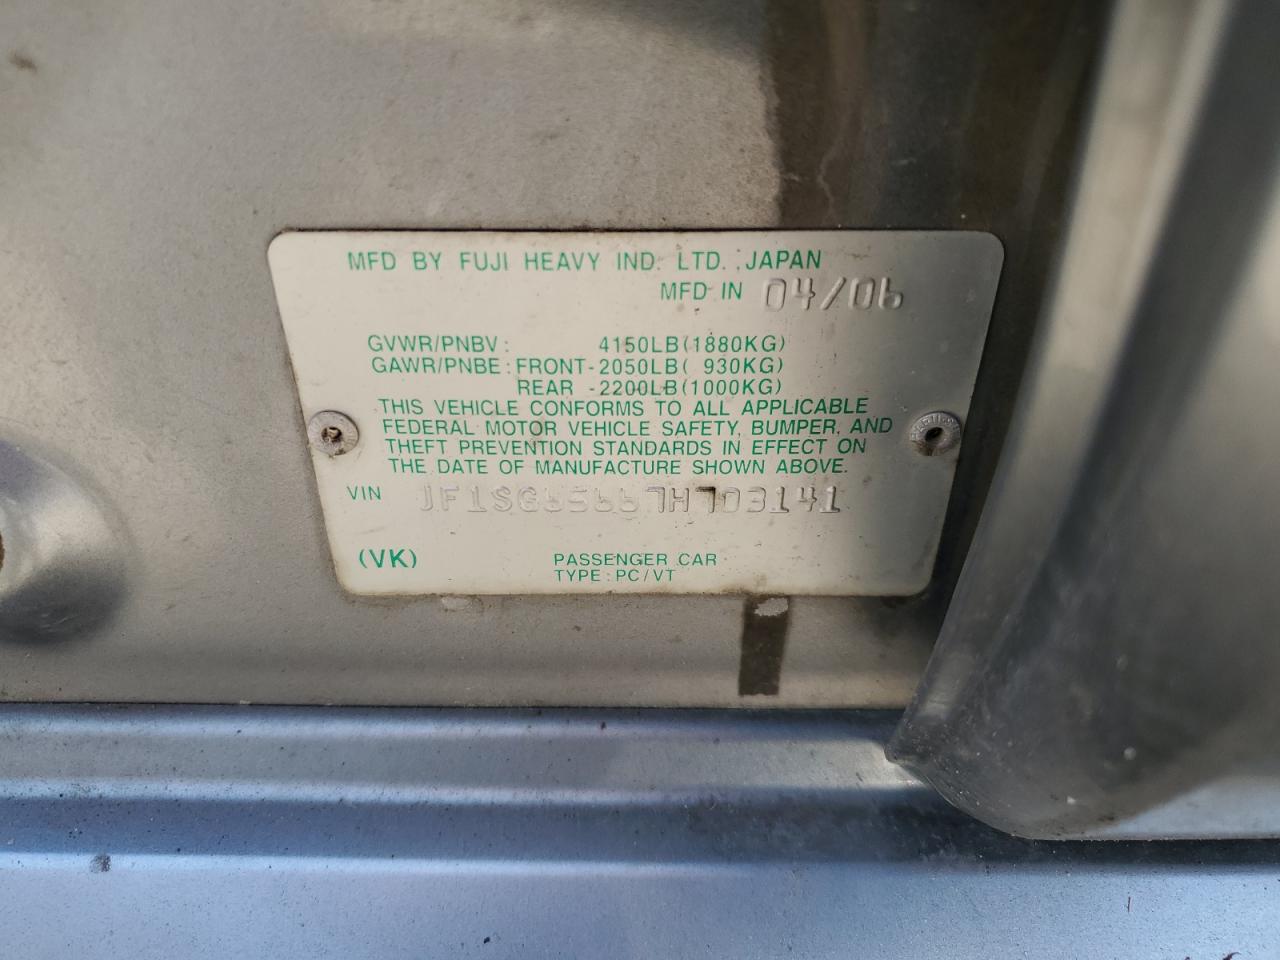 MFD BY FUJI HEAVY IND. LTD. ,JAPAN
MFD IN 04/06
GVWR/PNBV : 4150LB(1880KG)
GAWR/PNBE : FRONT-2050LB( 930KG)
REAR -2200LB(1000KG)
THIS VEHICLE CONFORMS TO ALL APPLICABLE
FEDERAL MOTOR VEHICLE SAFETY, BUMPER, AND
THEFT PREVENTION STANDARDS IN EFFECT ON
THE DATE OF MANUFACTURE SHOWN ABOVE.
VIN JF1SG65667H703141
(VK) PASSENGER CAR
TYPE : PC/VT